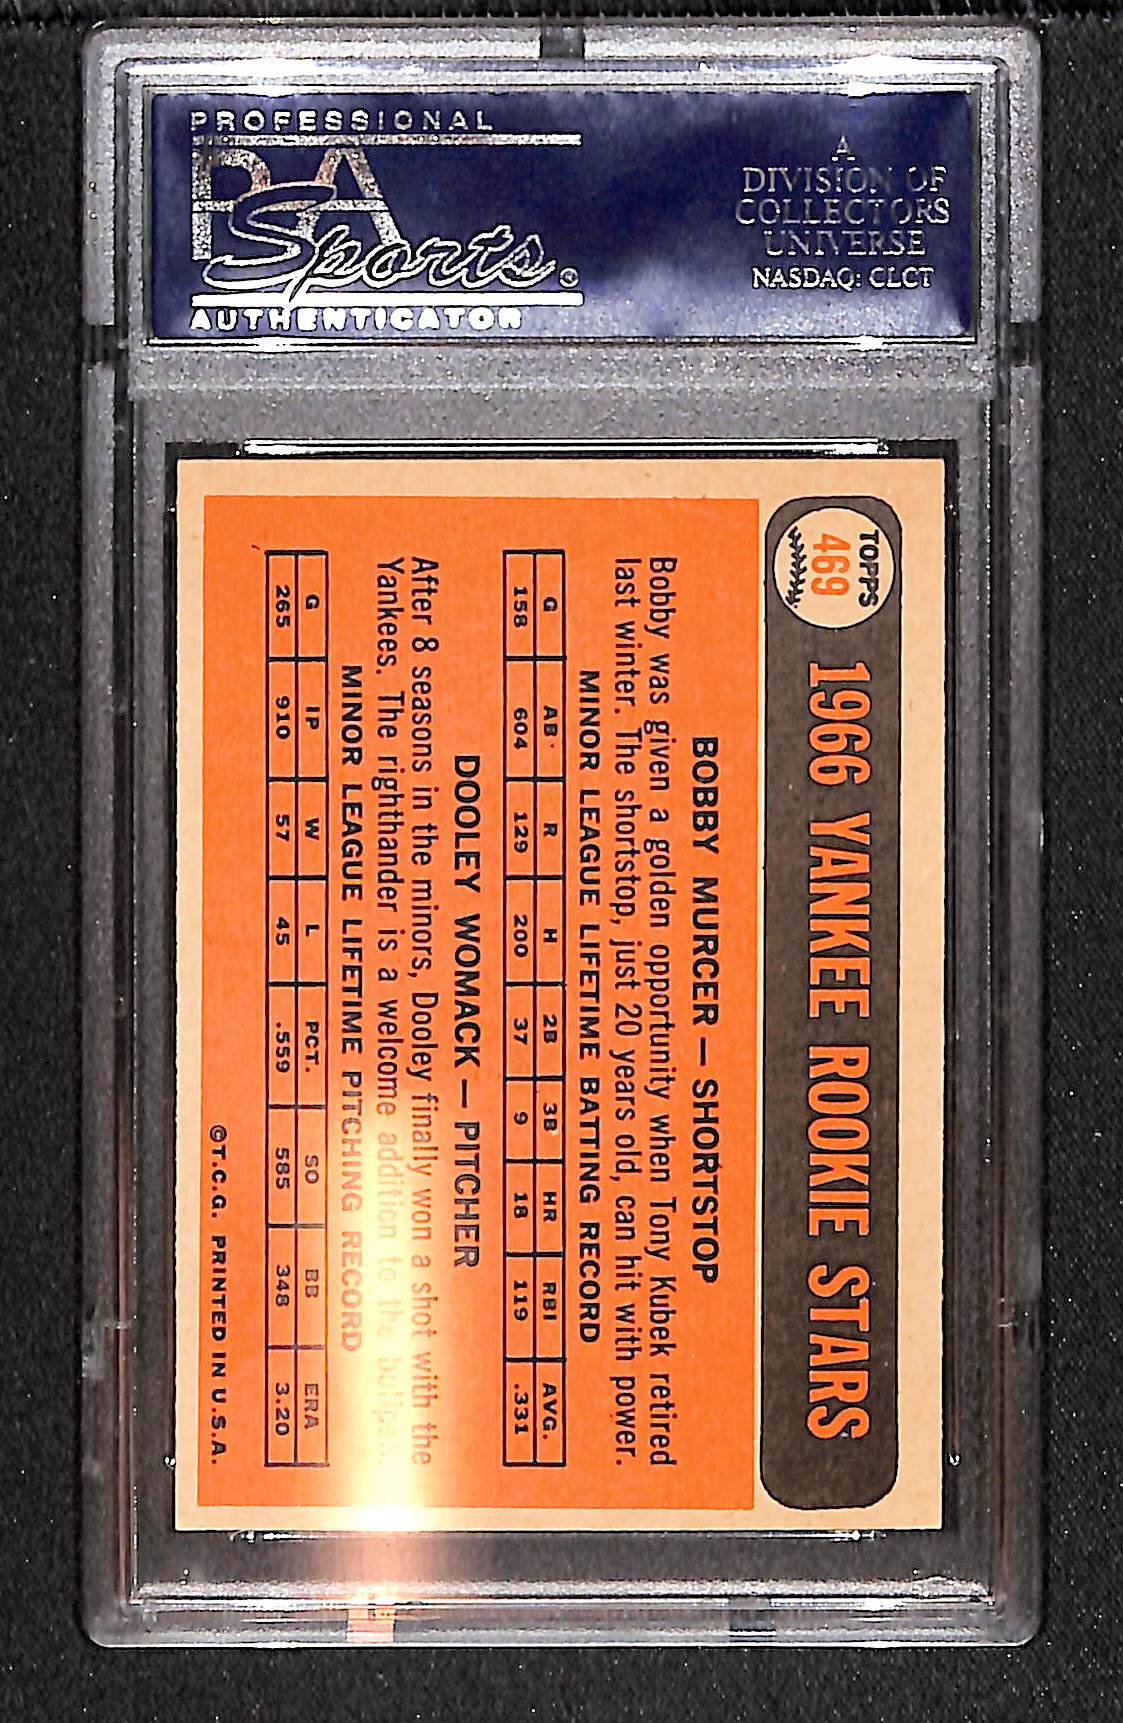 PROFESSIONAL
PSA
Sports®
AUTHENTICATOR
A
DIVISION OF
COLLECTORS
UNIVERSE
NASDAQ: CLCT
TOPPS
469
1966 YANKEE ROOKIE STARS
BOBBY MURCER — SHORTSTOP
Bobby was given a golden opportunity when Tony Kubek retired
last winter. The shortstop, just 20 years old, can hit with power.
MINOR LEAGUE LIFETIME BATTING RECORD
G AB R H 2B 3B HR RBI AVG.
158 604 129 200 37 9 18 119 .331
DOOLEY WOMACK — PITCHER
After 8 seasons in the minors, Dooley finally won a shot with the
Yankees. The righthander is a welcome addition to the
MINOR LEAGUE LIFETIME PITCHING RECORD
G IP W L PCT. SO BB ERA
265 910 57 45 .559 585 348 3.20
©T.C.G. PRINTED IN U.S.A.